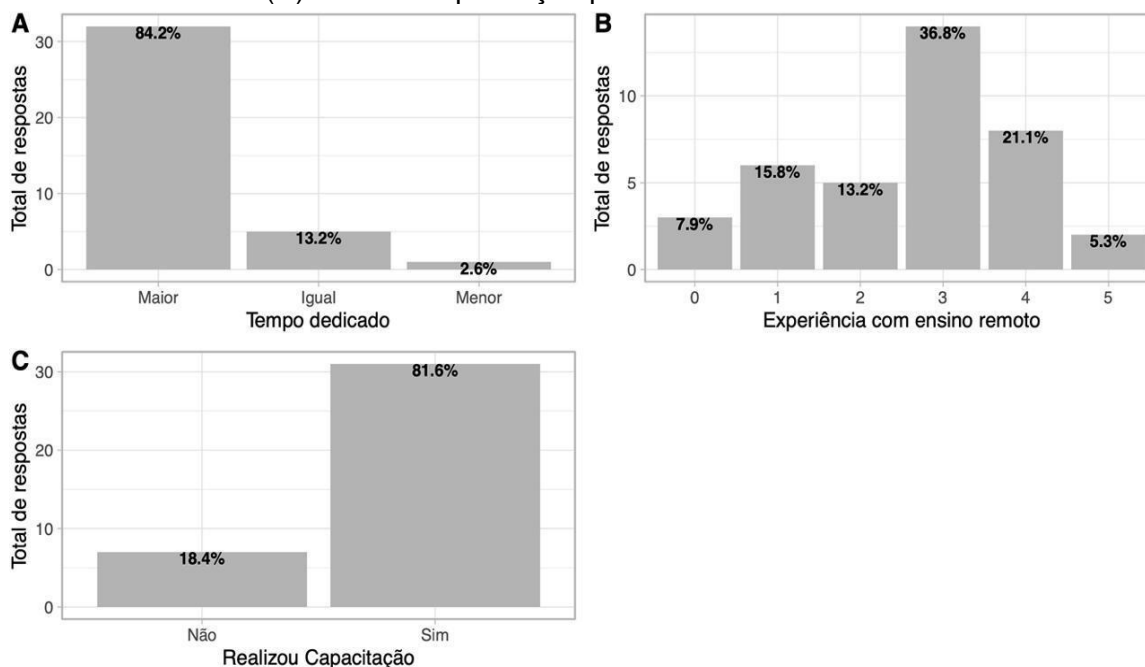 A
Total de respostas
30
20
10
0
84.2%
13.2%
2.6%
Maior Igual Menor
Tempo dedicado
B
Total de respostas
10
5
0
7.9%
15.8%
13.2%
36.8%
21.1%
5.3%
0 1 2 3 4 5
Experiência com ensino remoto
C
Total de respostas
30
20
10
0
18.4%
81.6%
Não Sim
Realizou Capacitação